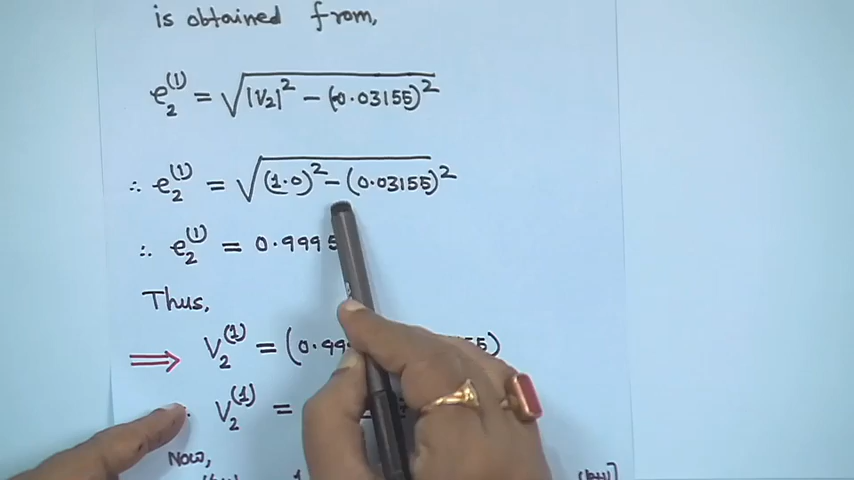 is obtained from,
e₂⁽¹⁾ = √(|V₂|² − (-0.03155)²)
∴ e₂⁽¹⁾ = √((1.0)² − (0.03155)²)
∴ e₂⁽¹⁾ = 0.9995
Thus,
⟹ V₂⁽¹⁾ = (0.99
V₂⁽¹⁾ =
Now,